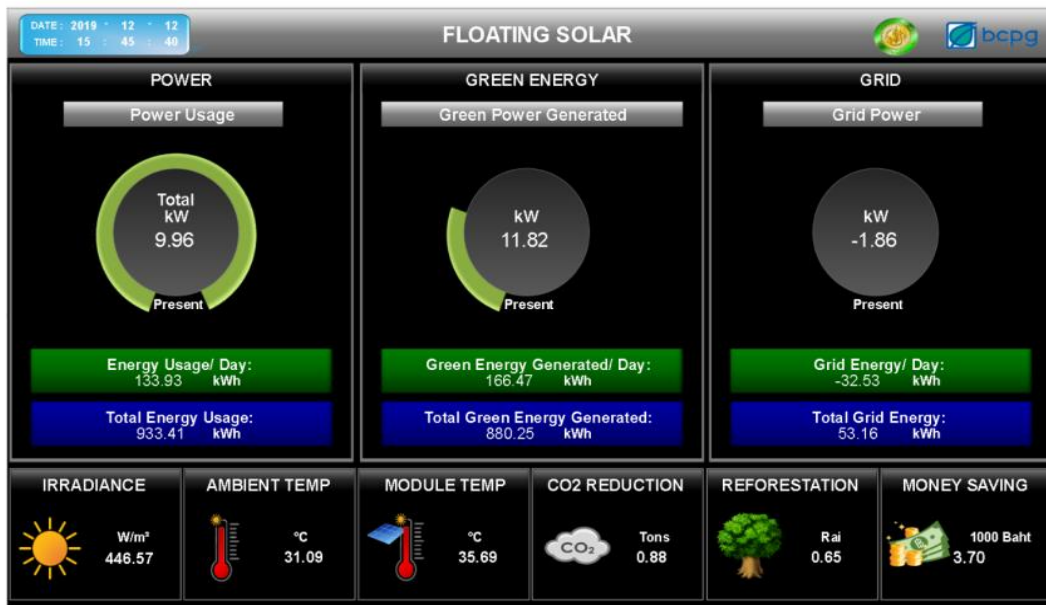 DATE : 2019 - 12 - 12
TIME : 15 : 45 : 40
FLOATING SOLAR
bcpg
POWER
Power Usage
Total
kW
9.96
Present
Energy Usage/ Day:
133.93 kWh
Total Energy Usage:
933.41 kWh
GREEN ENERGY
Green Power Generated
kW
11.82
Present
Green Energy Generated/ Day:
166.47 kWh
Total Green Energy Generated:
880.25 kWh
GRID
Grid Power
kW
-1.86
Present
Grid Energy/ Day:
-32.53 kWh
Total Grid Energy:
53.16 kWh
IRRADIANCE
W/m²
446.57
AMBIENT TEMP
°C
31.09
MODULE TEMP
°C
35.69
CO2 REDUCTION
CO₂
Tons
0.88
REFORESTATION
Rai
0.65
MONEY SAVING
1000 Baht
3.70